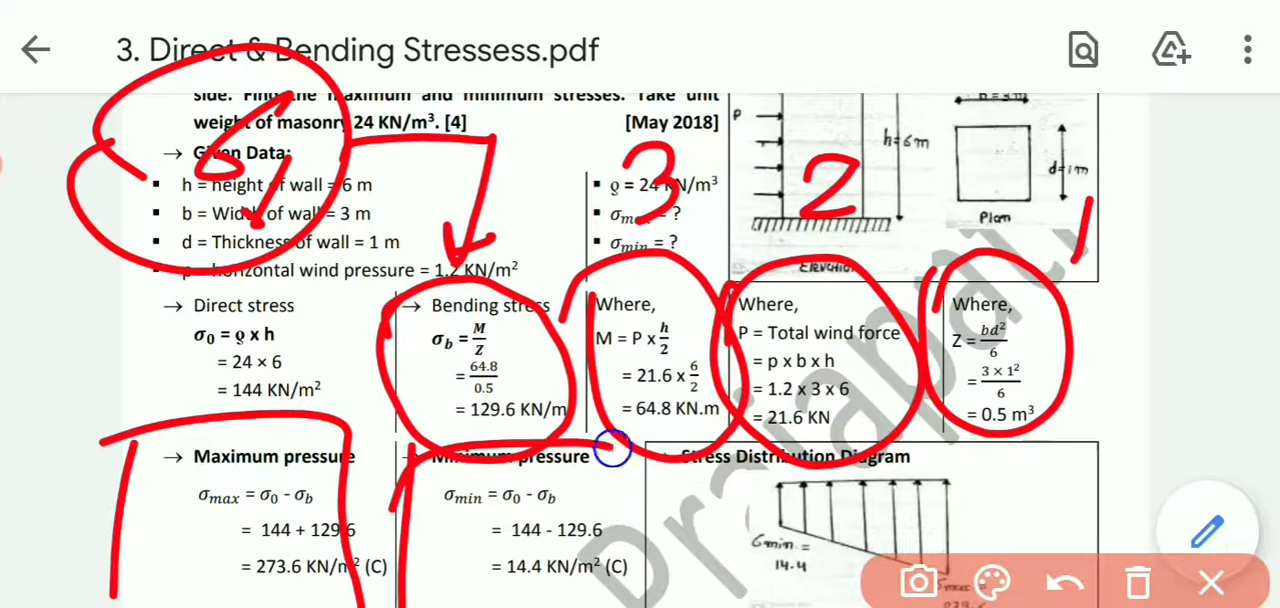 3. Direct & Bending Stressess.pdf
side. Find the maximum and minimum stresses. Take unit
weight of masonry 24 KN/m³. [4] [May 2018]
→ Given Data:
▪ h = height of wall = 6 m
▪ b = Width of wall = 3 m
▪ d = Thickness of wall = 1 m
▪ p = horizontal wind pressure = 1.2 KN/m²
▪ ϱ = 24 KN/m³
▪ σmax = ?
▪ σmin = ?
P
h=6m
b=3m
d=1m
Plan
ELEVATION
3
2
1
→ Direct stress
σ₀ = ϱ x h
= 24 × 6
= 144 KN/m²
→ Bending stress
σb = M/Z
= 64.8/0.5
= 129.6 KN/m
Where,
M = P x h/2
= 21.6 x 6/2
= 64.8 KN.m
Where,
P = Total wind force
= p x b x h
= 1.2 x 3 x 6
= 21.6 KN
Where,
Z = bd²/6
= 3 × 1²/6
= 0.5 m³
→ Maximum pressure
σmax = σ₀ - σb
= 144 + 129.6
= 273.6 KN/m² (C)
→ Minimum pressure
σmin = σ₀ - σb
= 144 - 129.6
= 14.4 KN/m² (C)
→ Stress Distribution Diagram
σmin =
14.4
Prajapati